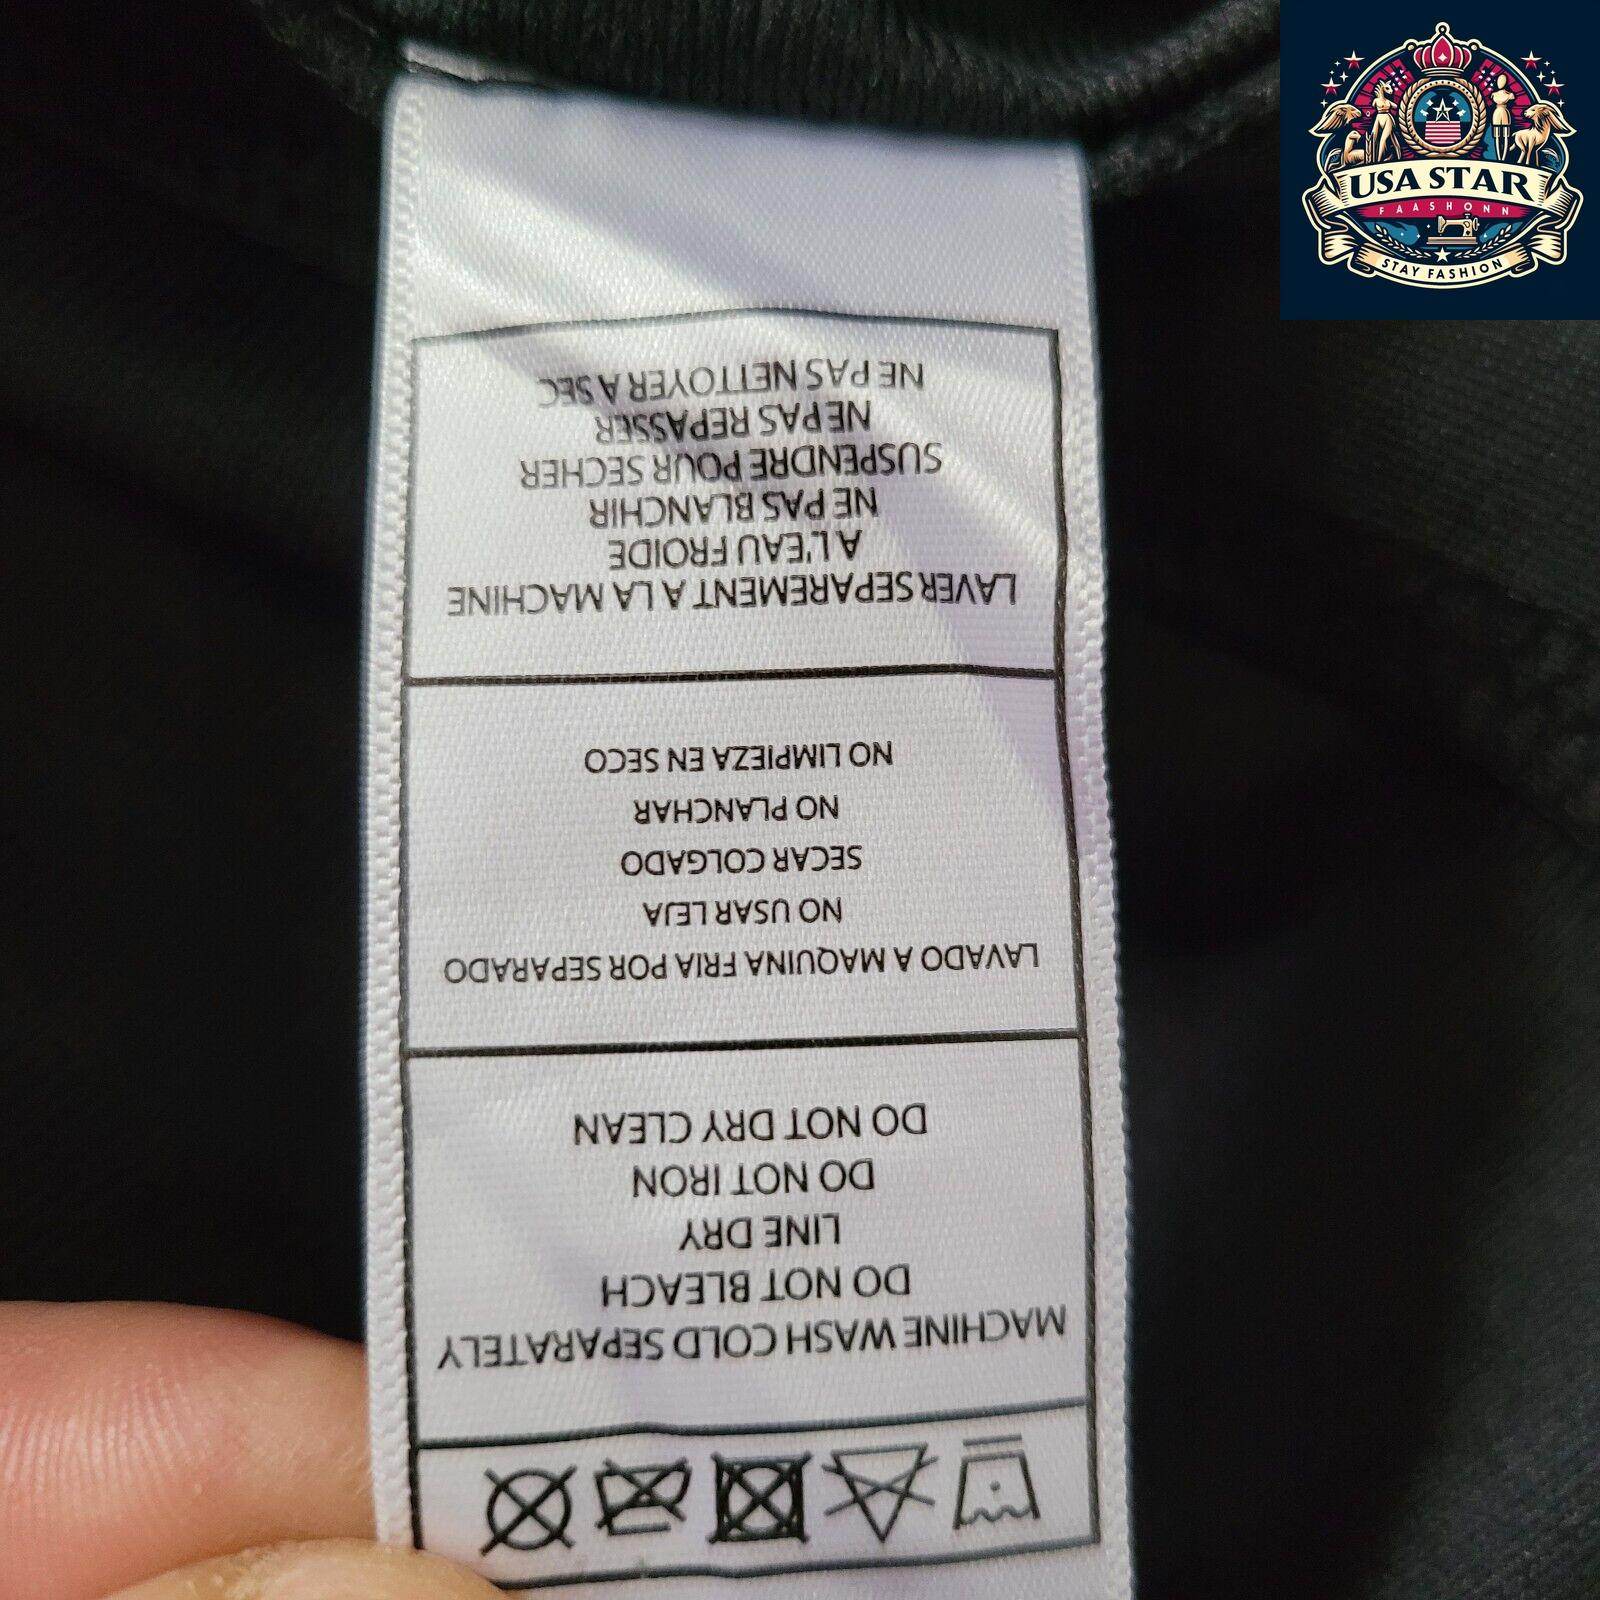 MACHINE WASH COLD SEPARATELY
DO NOT BLEACH
LINE DRY
DO NOT IRON
DO NOT DRY CLEAN
LAVADO A MAQUINA FRIA POR SEPARADO
NO USAR LEJA
SECAR COLGADO
NO PLANCHAR
NO LIMPIEZA EN SECO
LAVER SEPAREMENT A LA MACHINE
A L'EAU FROIDE
NE PAS BLANCHIR
SUSPENDRE POUR SECHER
NE PAS REPASSER
NE PAS NETTOYER A SEC
USA STAR
FAASHONN
STAY FASHION